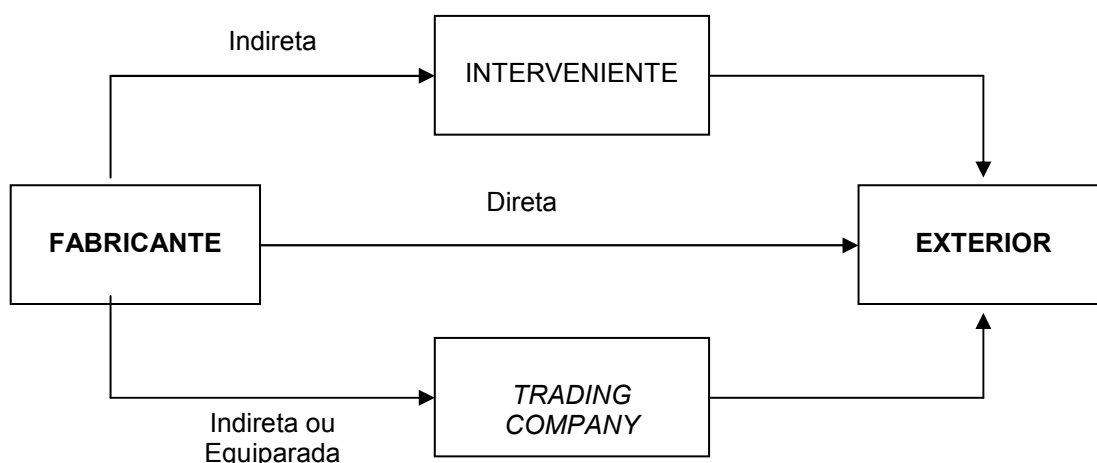 Indireta
INTERVENIENTE
Direta
FABRICANTE
EXTERIOR
TRADING
COMPANY
Indireta ou
Equiparada